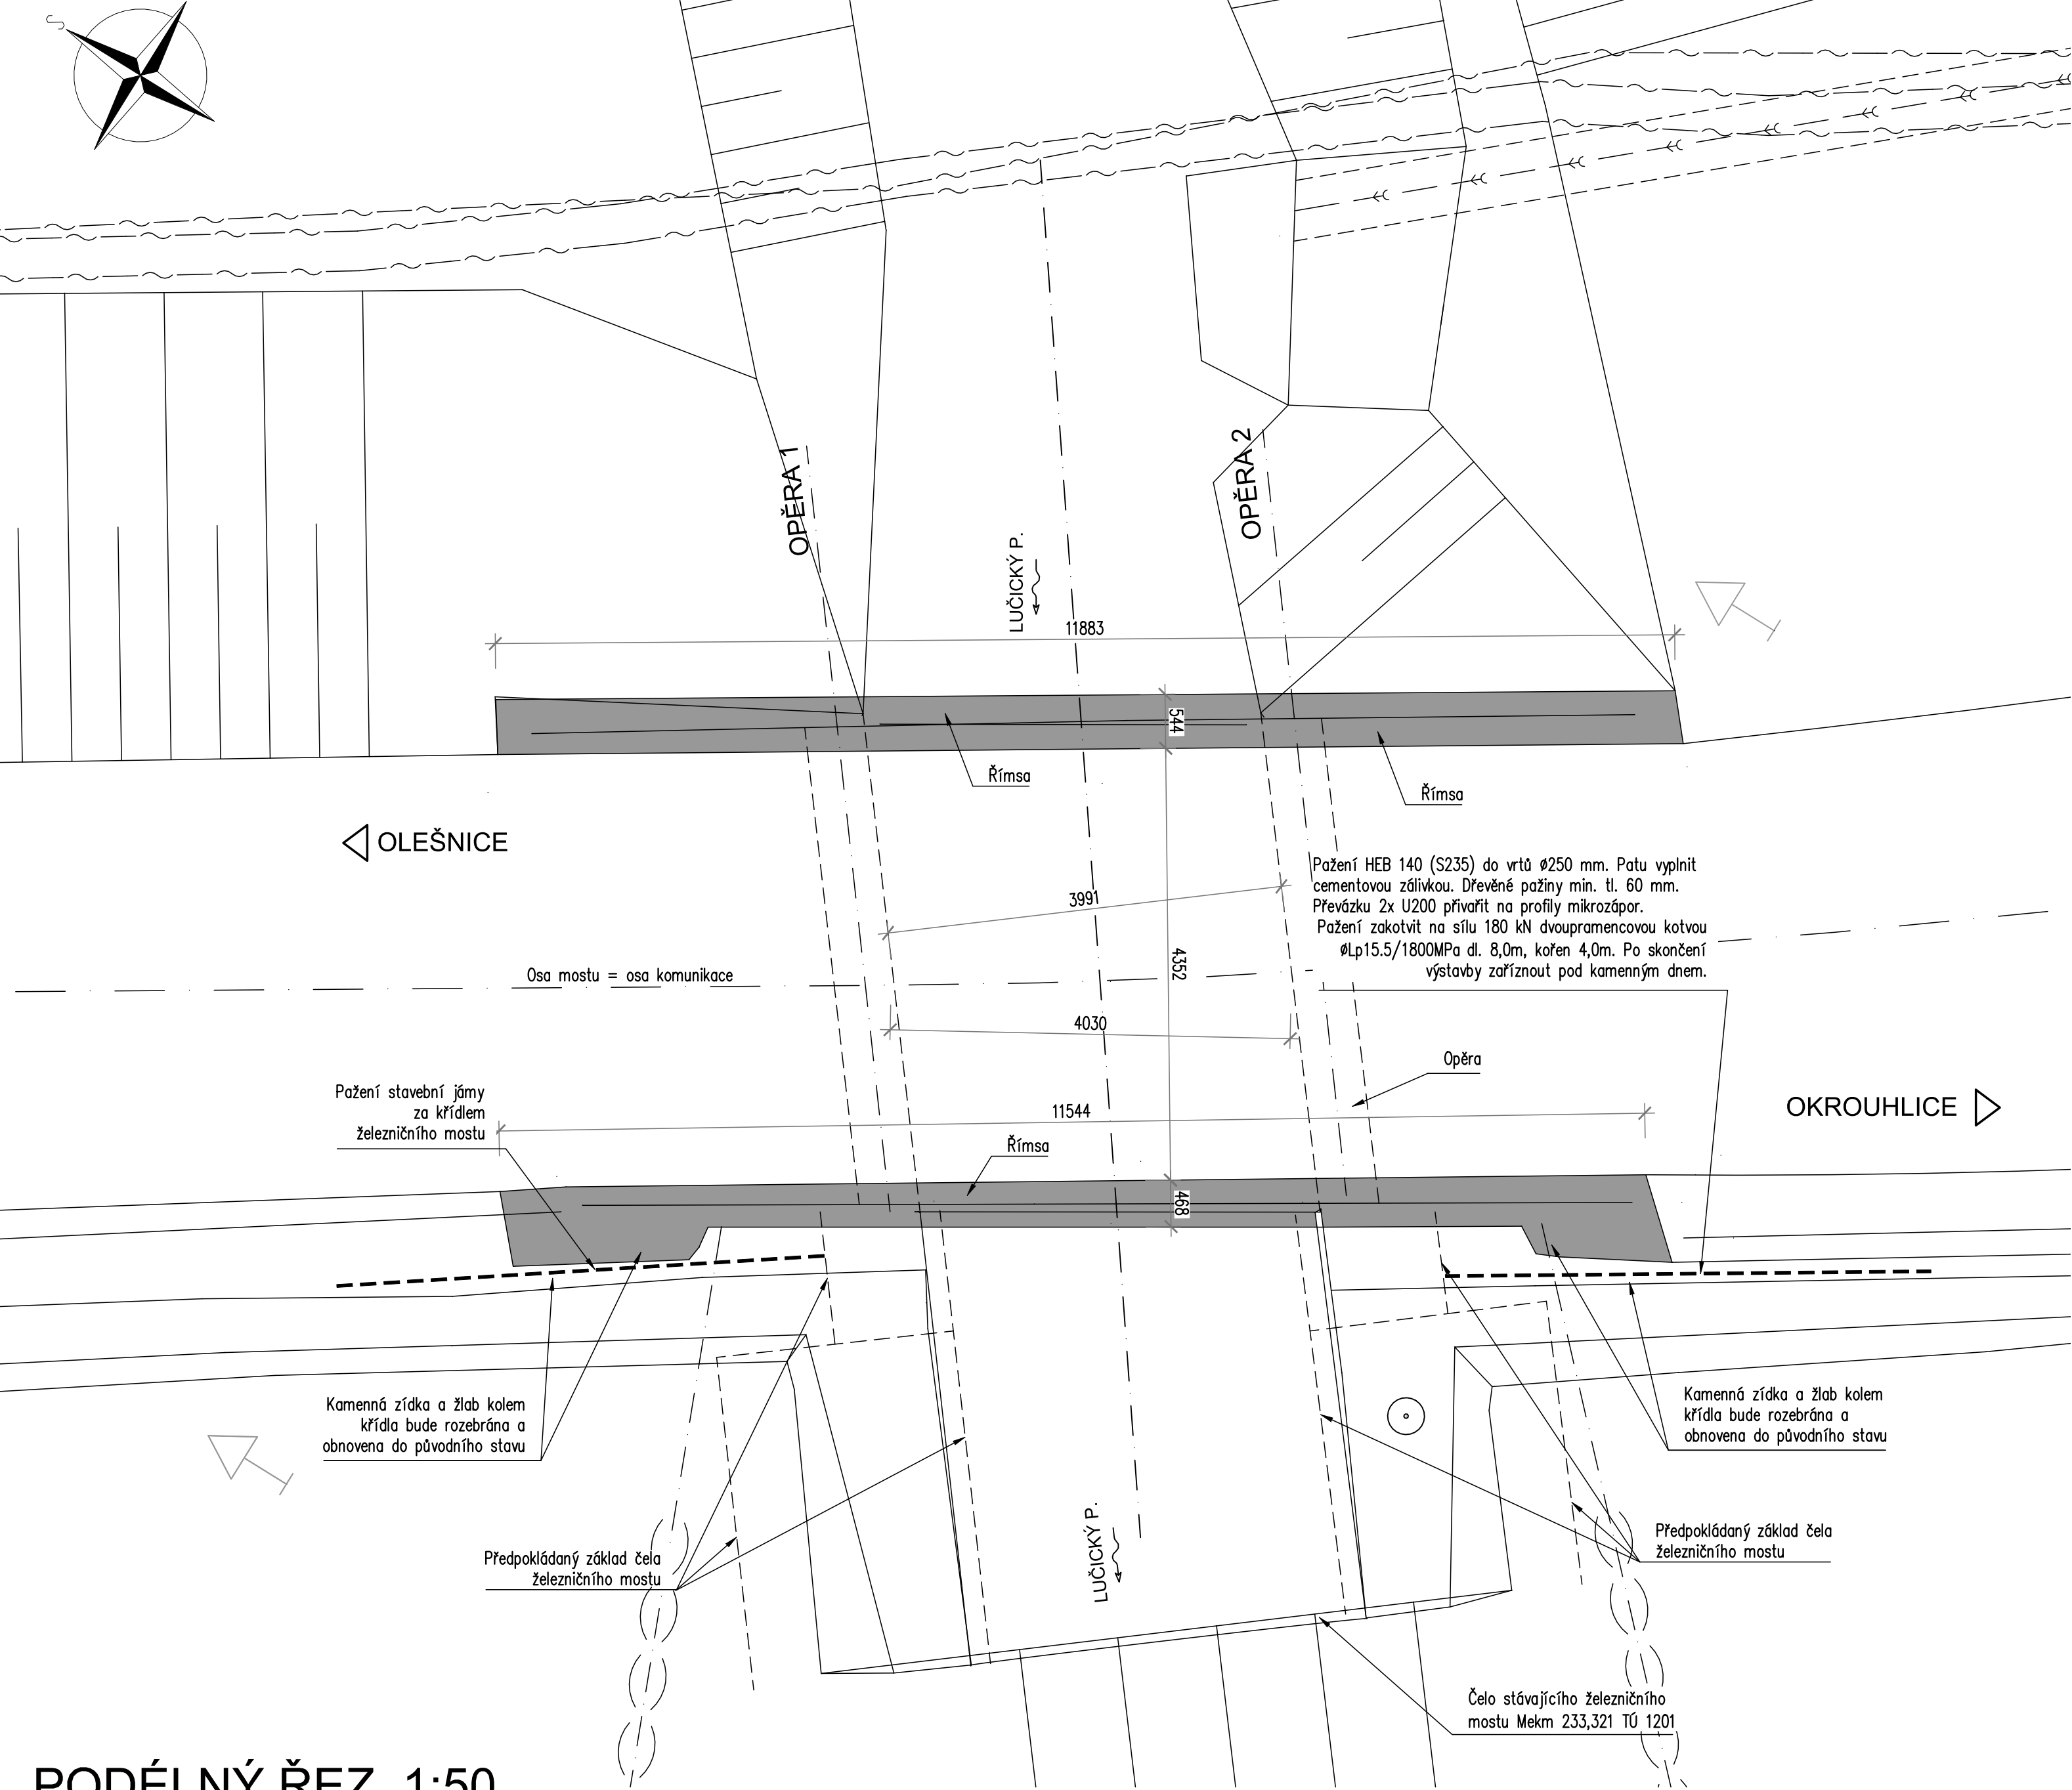 S
OPĚRA 1
OPĚRA 2
LUČICKÝ P.
11883
544
Římsa
Římsa
OLEŠNICE
Pažení HEB 140 (S235) do vrtů ø250 mm. Patu vyplnit
cementovou zálivkou. Dřevěné pažiny min. tl. 60 mm.
Převázku 2x U200 přivařit na profily mikrozápor.
Pažení zakotvit na sílu 180 kN dvoupramencovou kotvou
øLp15.5/1800MPa dl. 8,0m, kořen 4,0m. Po skončení
výstavby zaříznout pod kamenným dnem.
3991
4352
Osa mostu = osa komunikace
4030
Opěra
Pažení stavební jámy
za křídlem
železničního mostu
11544
OKROUHLICE
Římsa
468
Kamenná zídka a žlab kolem
křídla bude rozebrána a
obnovena do původního stavu
Kamenná zídka a žlab kolem
křídla bude rozebrána a
obnovena do původního stavu
LUČICKÝ P.
Předpokládaný základ čela
železničního mostu
Předpokládaný základ čela
železničního mostu
Čelo stávajícího železničního
mostu Mekm 233,321 TÚ 1201
PODÉLNÝ ŘEZ 1:50